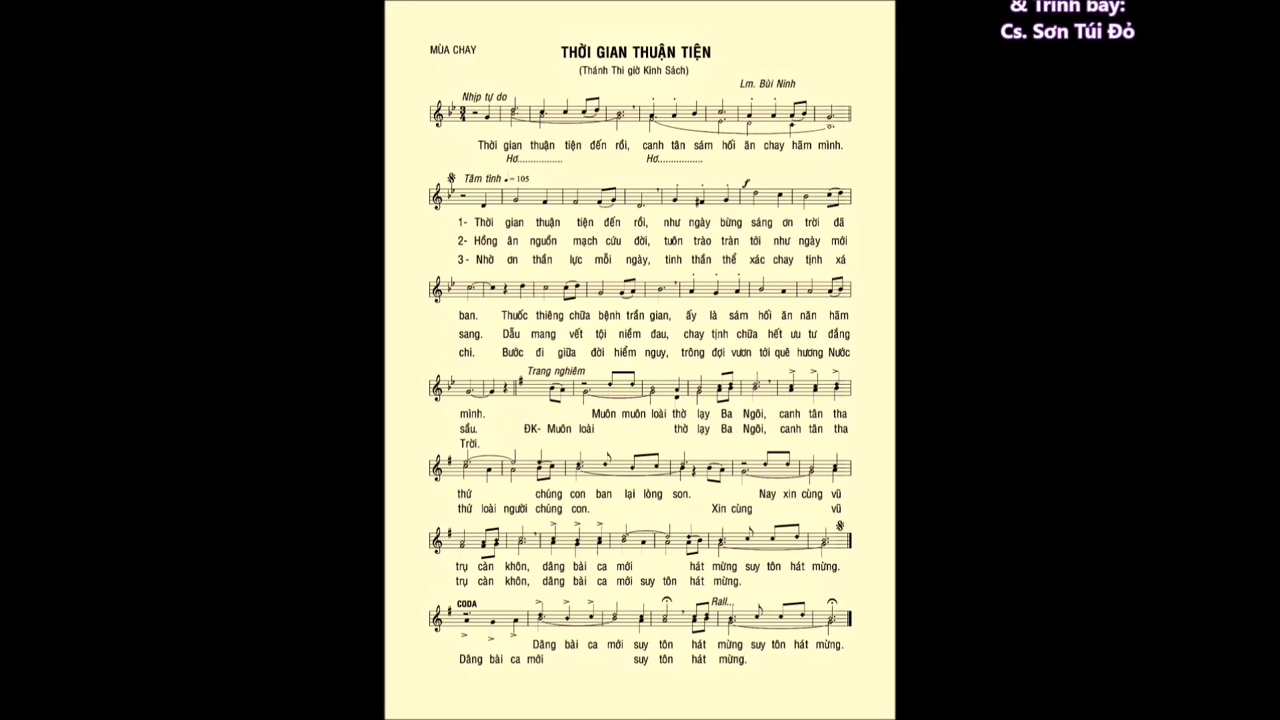 & Trình bày:
Cs. Sơn Túi Đỏ
MÙA CHAY
THỜI GIAN THUẬN TIỆN
(Thánh Thi giờ Kinh Sách)
Lm. Bùi Ninh
Nhịp tự do
Thời gian thuận tiện đến rồi, canh tân sám hối ăn chay hãm mình.
Hơ................ Hơ................
Tâm tình ♩ = 105
1- Thời gian thuận tiện đến rồi, như ngày bừng sáng ơn trời đã
2- Hồng ân nguồn mạch cứu đời, tuôn trào tràn tới như ngày mới
3- Nhờ ơn thần lực mỗi ngày, tinh thần thể xác chay tịnh xá
ban. Thuốc thiêng chữa bệnh trần gian, ấy là sám hối ăn năn hãm
sang. Dẫu mang vết tội niềm đau, chay tịnh chữa hết ưu tư đắng
chi. Bước đi giữa đời hiểm nguy, trông đợi vươn tới quê hương Nước
Trang nghiêm
mình. Muôn muôn loài thờ lạy Ba Ngôi, canh tân tha
sầu. ĐK- Muôn loài thờ lạy Ba Ngôi, canh tân tha
Trời.
thứ chúng con ban lại lòng son. Nay xin cùng vũ
thứ loài người chúng con. Xin cùng vũ
trụ càn khôn, dâng bài ca mới hát mừng suy tôn hát mừng.
trụ càn khôn, dâng bài ca mới suy tôn hát mừng.
CODA
Rall...
Dâng bài ca mới suy tôn hát mừng suy tôn hát mừng.
Dâng bài ca mới suy tôn hát mừng.